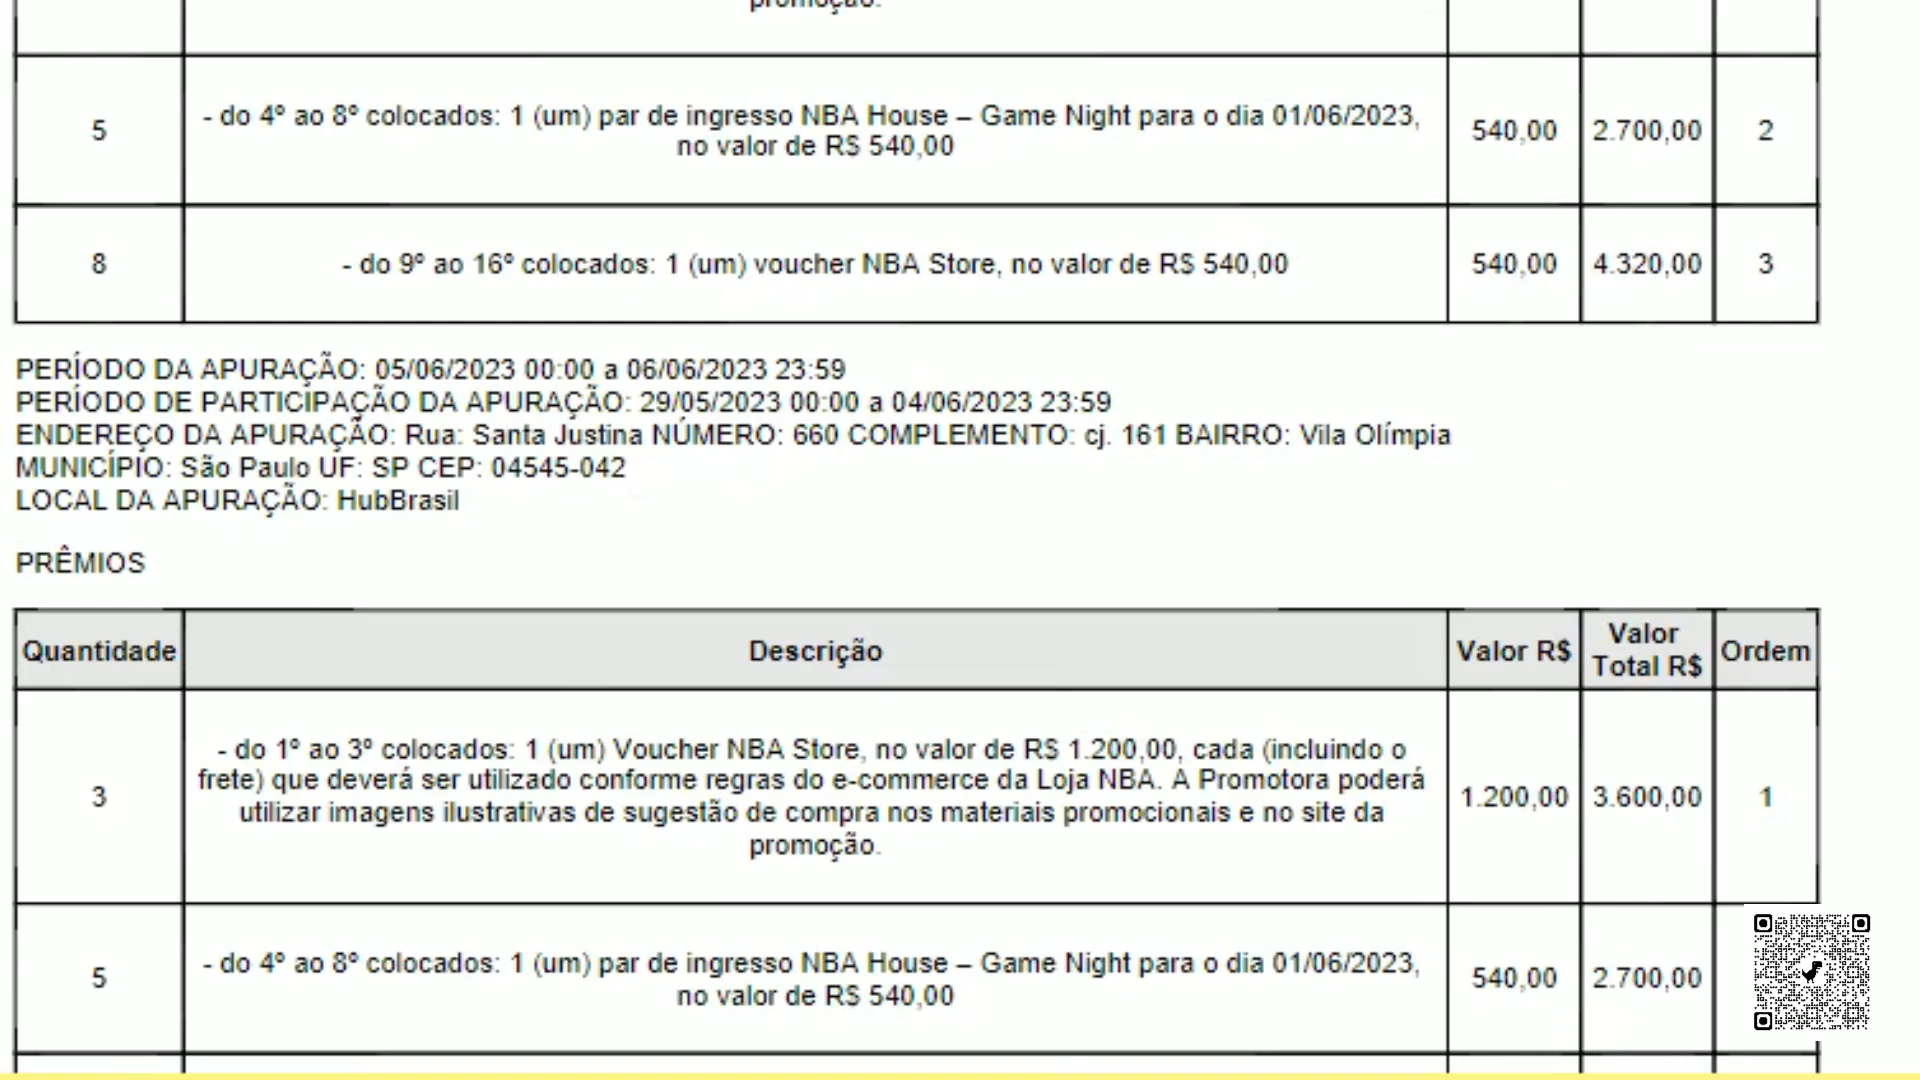 promoção.
5
- do 4º ao 8º colocados: 1 (um) par de ingresso NBA House – Game Night para o dia 01/06/2023,
no valor de R$ 540,00
540,00
2.700,00
2
8
- do 9º ao 16º colocados: 1 (um) voucher NBA Store, no valor de R$ 540,00
540,00
4.320,00
3
PERÍODO DA APURAÇÃO: 05/06/2023 00:00 a 06/06/2023 23:59
PERÍODO DE PARTICIPAÇÃO DA APURAÇÃO: 29/05/2023 00:00 a 04/06/2023 23:59
ENDEREÇO DA APURAÇÃO: Rua: Santa Justina NÚMERO: 660 COMPLEMENTO: cj. 161 BAIRRO: Vila Olímpia
MUNICÍPIO: São Paulo UF: SP CEP: 04545-042
LOCAL DA APURAÇÃO: HubBrasil
PRÊMIOS
Quantidade
Descrição
Valor R$
Valor
Total R$
Ordem
3
- do 1º ao 3º colocados: 1 (um) Voucher NBA Store, no valor de R$ 1.200,00, cada (incluindo o
frete) que deverá ser utilizado conforme regras do e-commerce da Loja NBA. A Promotora poderá
utilizar imagens ilustrativas de sugestão de compra nos materiais promocionais e no site da
promoção.
1.200,00
3.600,00
1
5
- do 4º ao 8º colocados: 1 (um) par de ingresso NBA House – Game Night para o dia 01/06/2023,
no valor de R$ 540,00
540,00
2.700,00